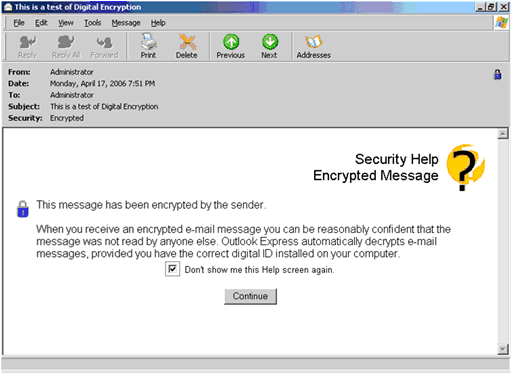 This is a test of Digital Encryption
File Edit View Tools Message Help
Reply Reply All Forward Print Delete Previous Next Addresses
From: Administrator
Date: Monday, April 17, 2006 7:51 PM
To: Administrator
Subject: This is a test of Digital Encryption
Security: Encrypted
Security Help
Encrypted Message
This message has been encrypted by the sender.
When you receive an encrypted e-mail message you can be reasonably confident that the
message was not read by anyone else. Outlook Express automatically decrypts e-mail
messages, provided you have the correct digital ID installed on your computer.
Don't show me this Help screen again.
Continue